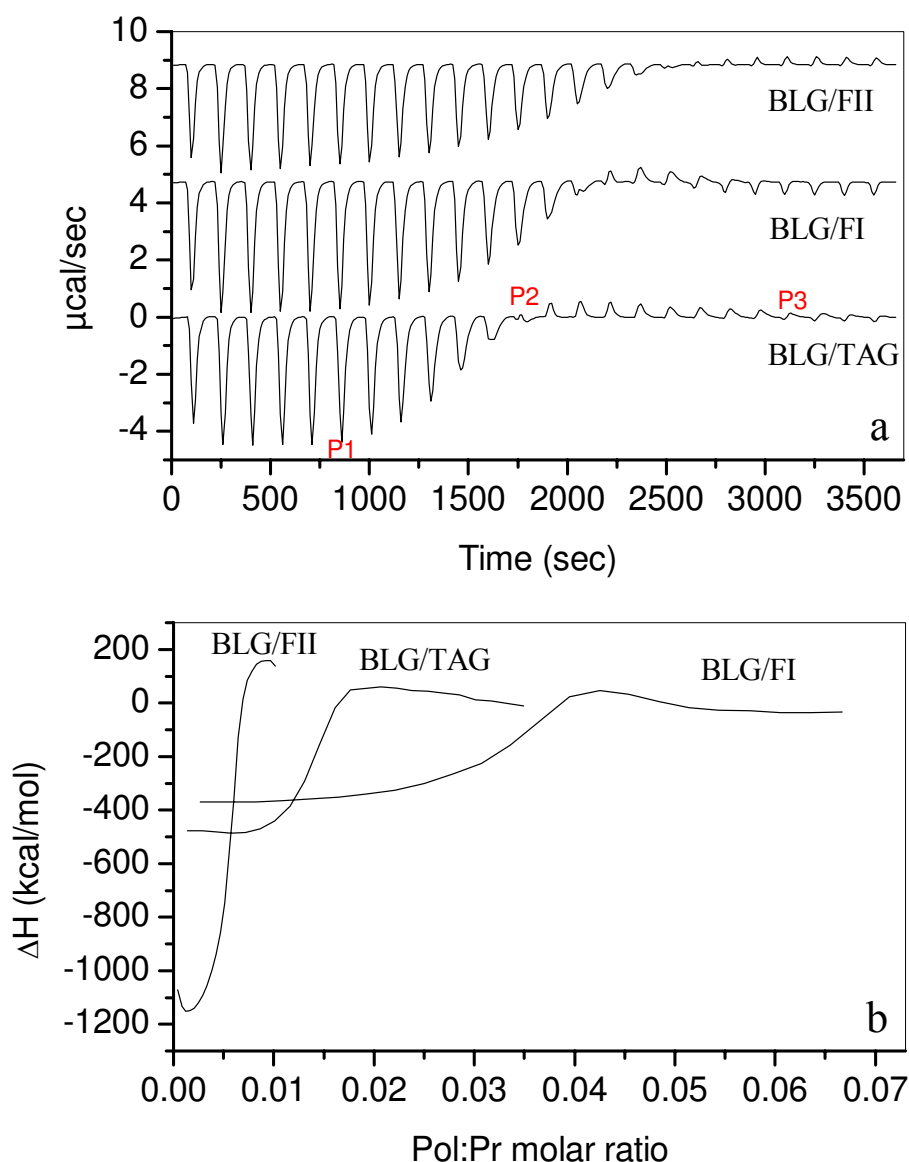 10
8
6
4
2
0
-2
-4
µcal/sec
BLG/FII
BLG/FI
P2
P3
BLG/TAG
P1
a
0 500 1000 1500 2000 2500 3000 3500
Time (sec)
200
0
-200
-400
-600
-800
-1000
-1200
ΔH (kcal/mol)
BLG/FII
BLG/TAG
BLG/FI
b
0.00 0.01 0.02 0.03 0.04 0.05 0.06 0.07
Pol:Pr molar ratio